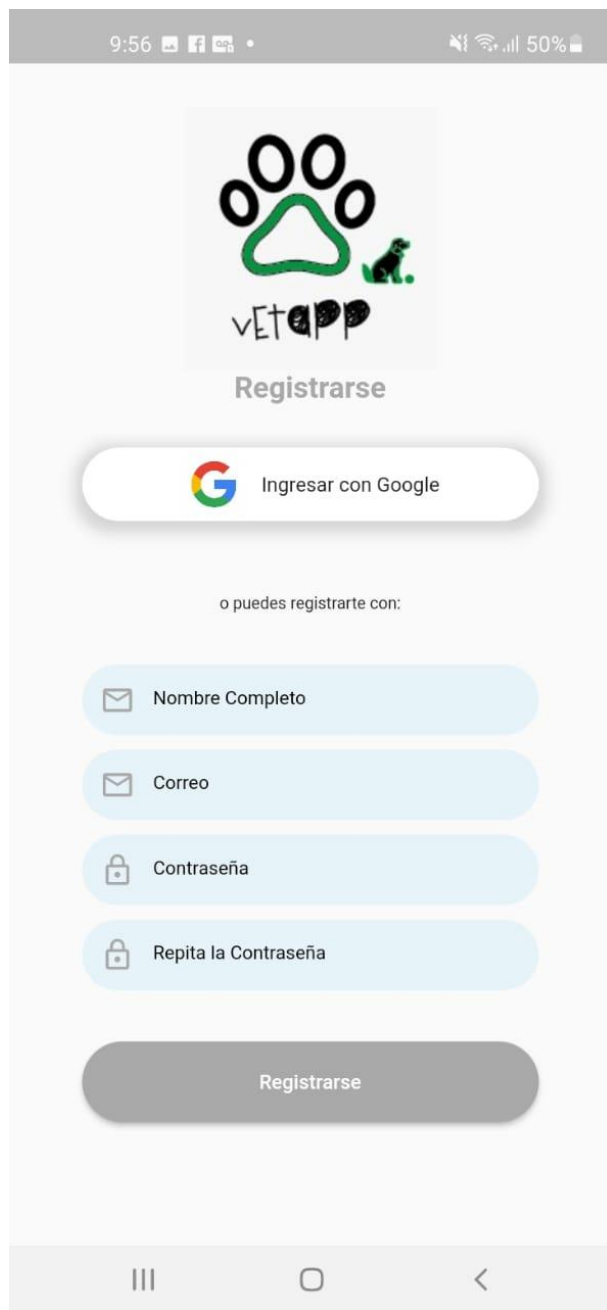 9:56
50%
vEtapp
Registrarse
Ingresar con Google
o puedes registrarte con:
Nombre Completo
Correo
Contraseña
Repita la Contraseña
Registrarse